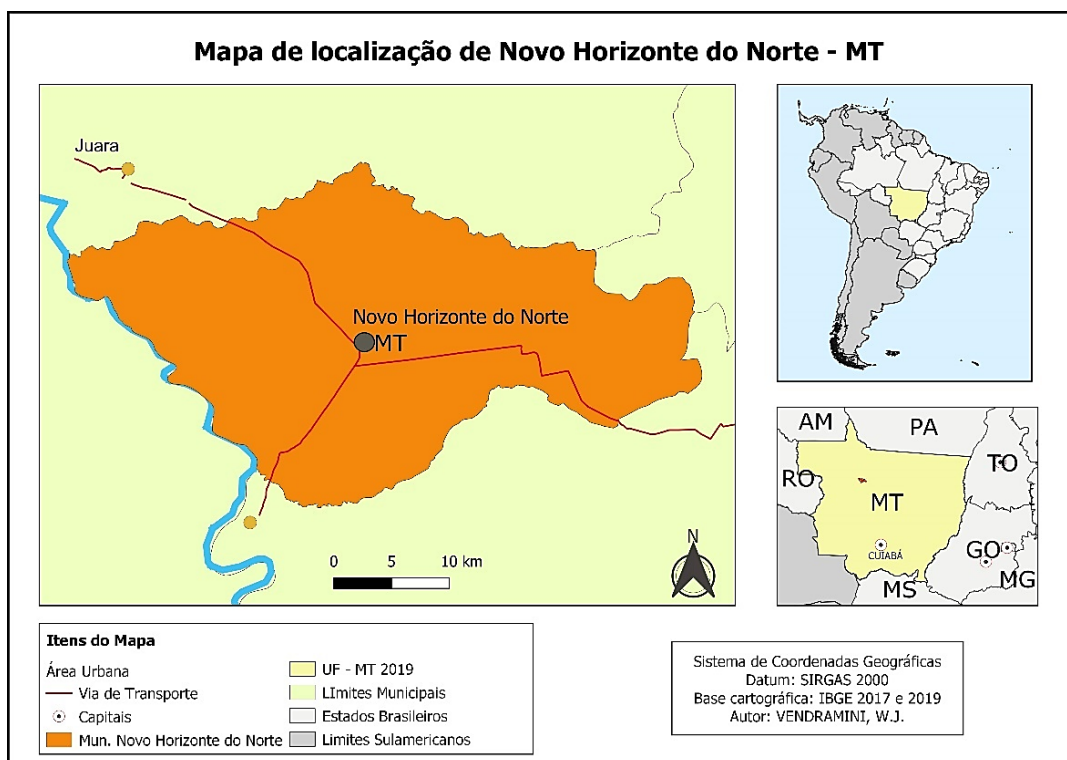 Mapa de localização de Novo Horizonte do Norte - MT
Juara
Novo Horizonte do Norte
MT
0 5 10 km
N
AM
PA
TO
RO
MT
CUIABÁ
GO
MG
MS
Itens do Mapa
Área Urbana
Via de Transporte
Capitais
Mun. Novo Horizonte do Norte
UF - MT 2019
LImites Municipais
Estados Brasileiros
Limites Sulamericanos
Sistema de Coordenadas Geográficas
Datum: SIRGAS 2000
Base cartográfica: IBGE 2017 e 2019
Autor: VENDRAMINI, W.J.